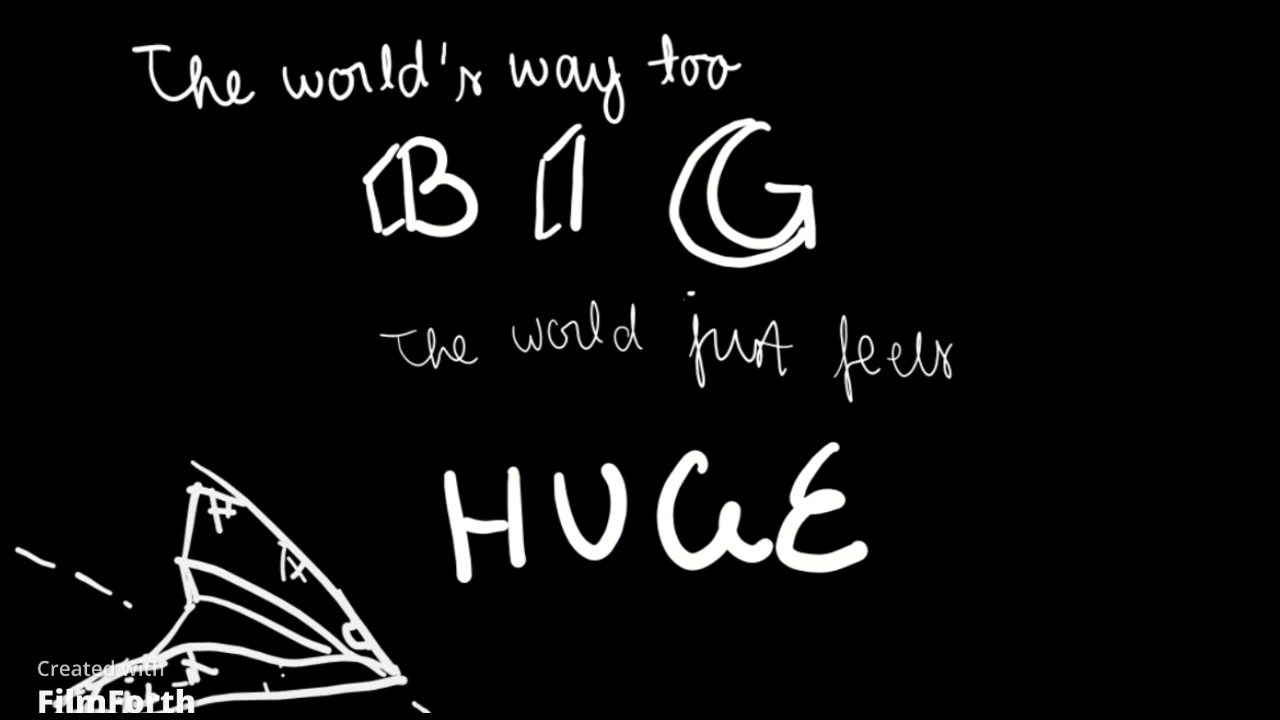 The world's way too
BIG
The world just feels
HUGE
Created with
FilmForth